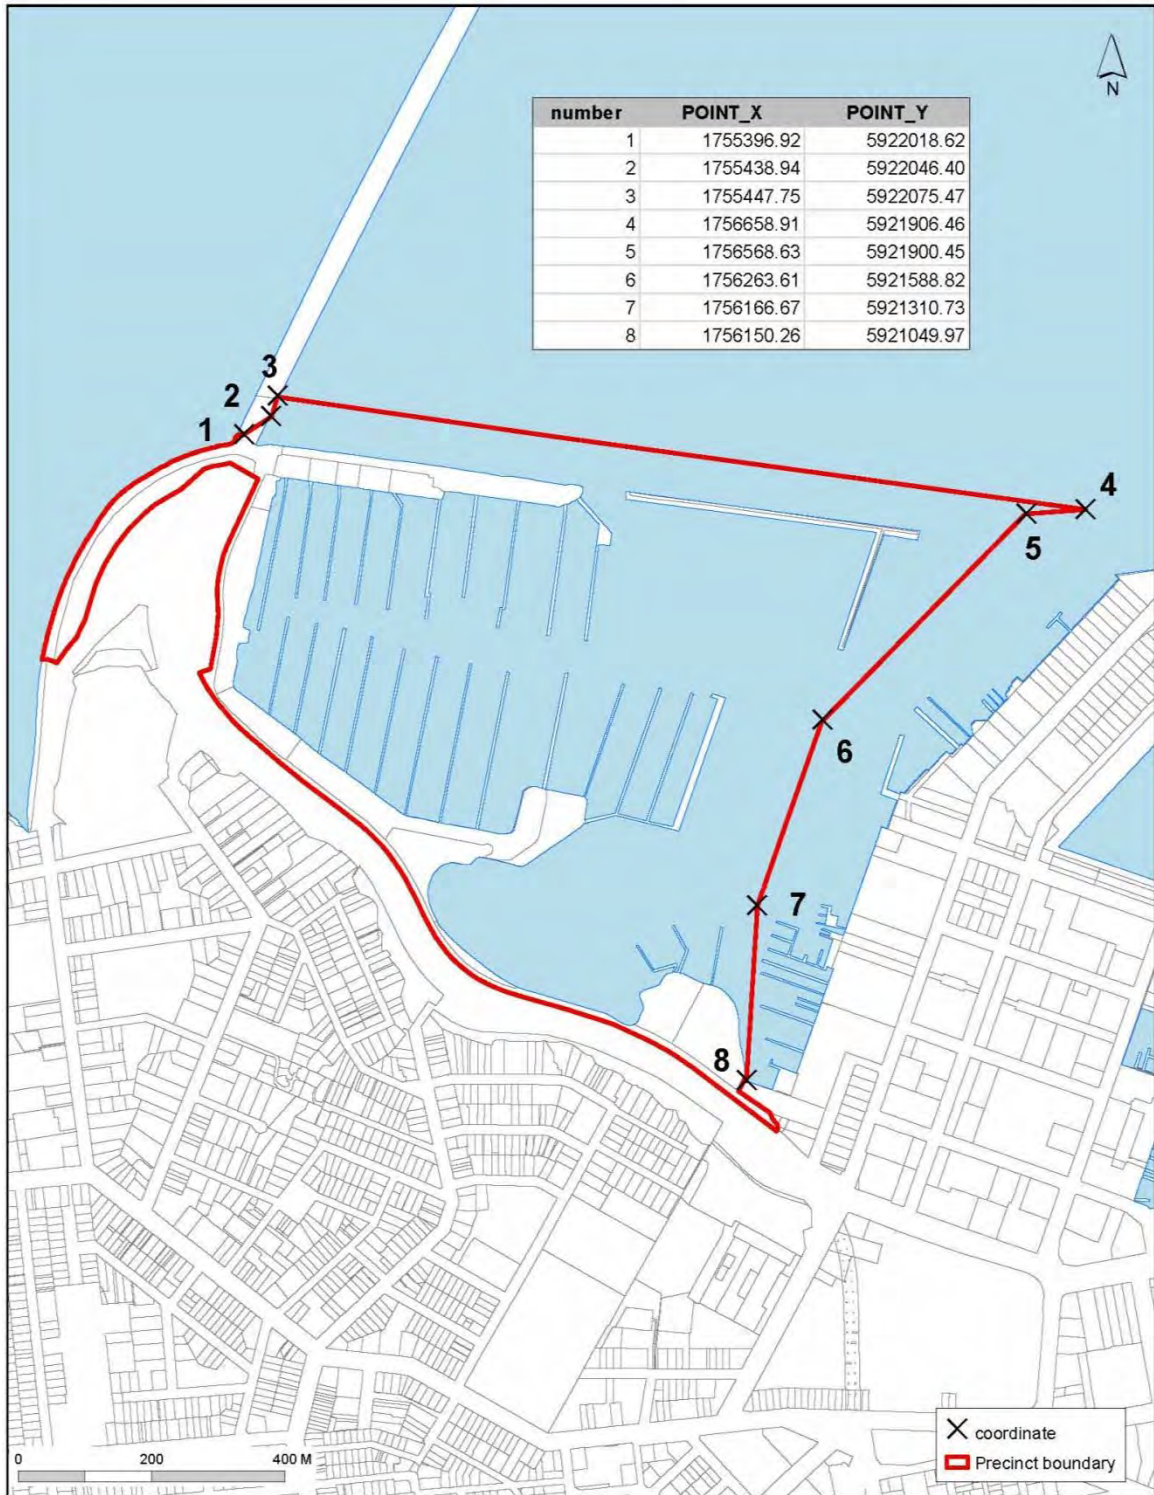 N
number POINT_X POINT_Y
1 1755396.92 5922018.62
2 1755438.94 5922046.40
3 1755447.75 5922075.47
4 1756658.91 5921906.46
5 1756568.63 5921900.45
6 1756263.61 5921588.82
7 1756166.67 5921310.73
8 1756150.26 5921049.97
3
2
1
4
5
6
7
8
coordinate
Precinct boundary
0 200 400 M